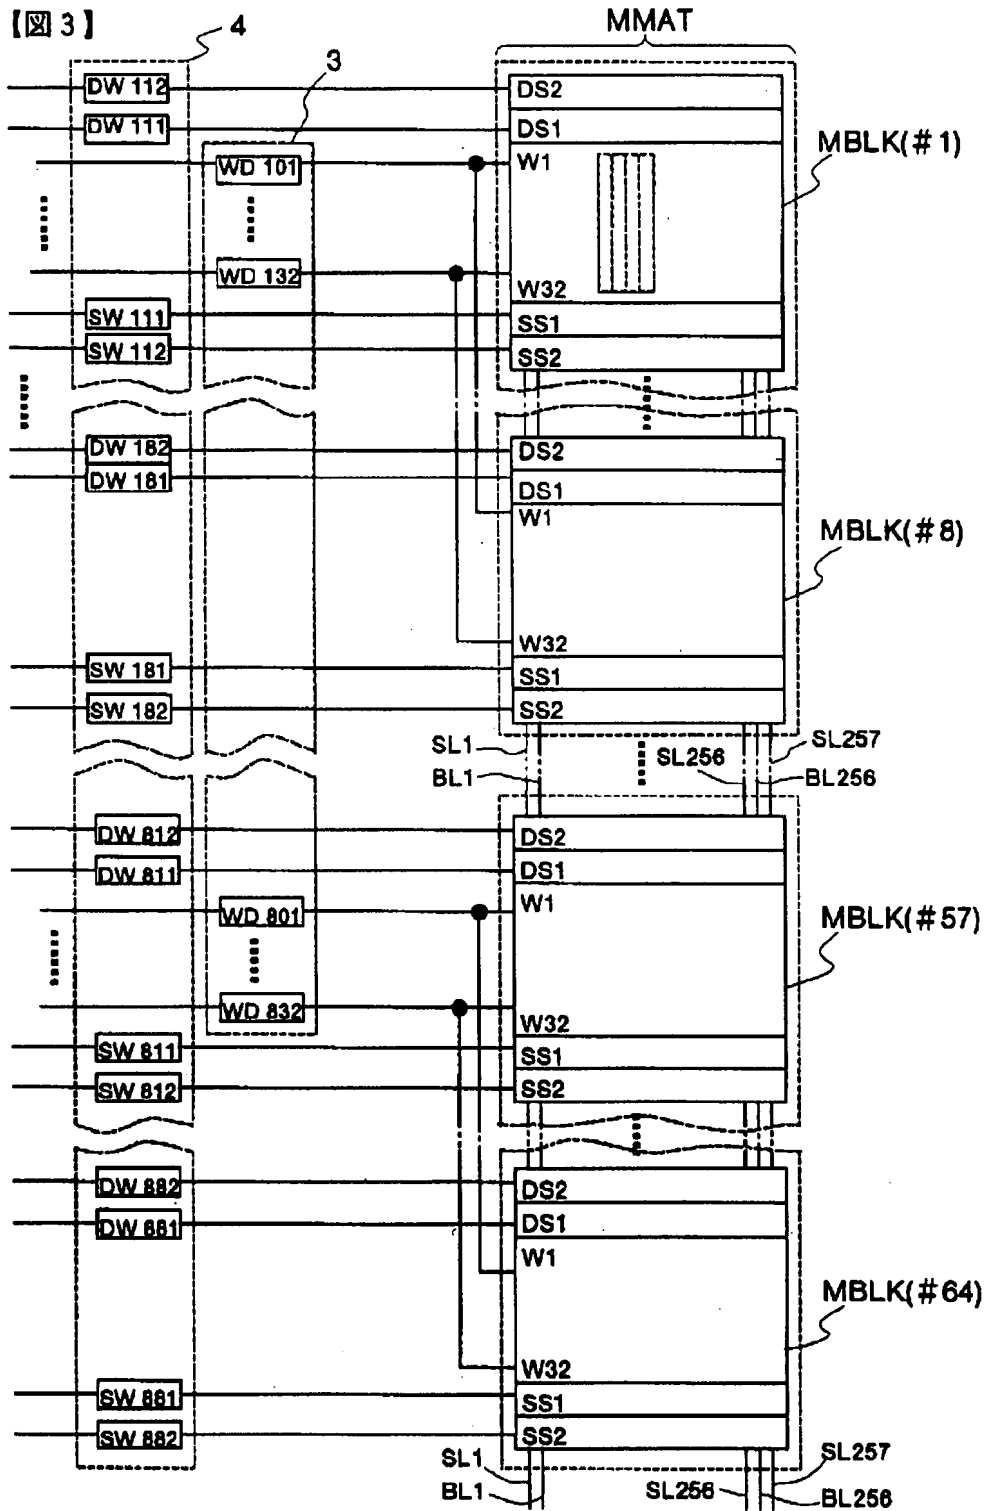 【図3】
4
3
MMAT
DW 112
DS2
DW 111
DS1
MBLK(#1)
WD 101
W1
WD 132
W32
SW 111
SS1
SW 112
SS2
DW 182
DS2
DW 181
DS1
W1
MBLK(#8)
W32
SW 181
SS1
SW 182
SS2
SL1
SL257
SL256
BL1
BL256
DW 812
DS2
DW 811
DS1
WD 801
W1
MBLK(#57)
WD 832
W32
SW 811
SS1
SW 812
SS2
DW 882
DS2
DW 881
DS1
W1
MBLK(#64)
W32
SW 881
SS1
SW 882
SS2
SL1
SL257
BL1
SL256
BL256